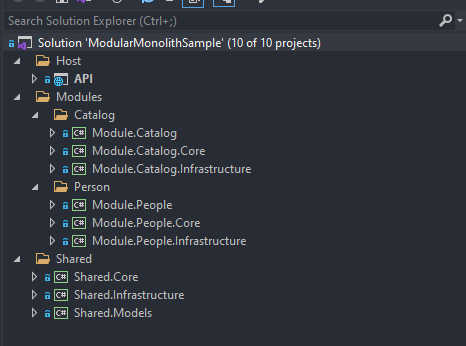 Search Solution Explorer (Ctrl+;)
Solution 'ModularMonolithSample' (10 of 10 projects)
Host
API
Modules
Catalog
C# Module.Catalog
C# Module.Catalog.Core
C# Module.Catalog.Infrastructure
Person
C# Module.People
C# Module.People.Core
C# Module.People.Infrastructure
Shared
C# Shared.Core
C# Shared.Infrastructure
C# Shared.Models